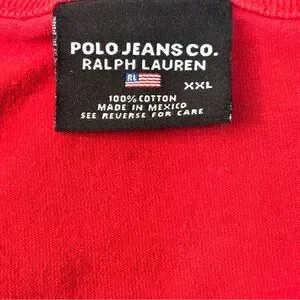 POLO JEANS CO.
RALPH LAUREN
RL
XXL
100% COTTON
MADE IN MEXICO
SEE REVERSE FOR CARE